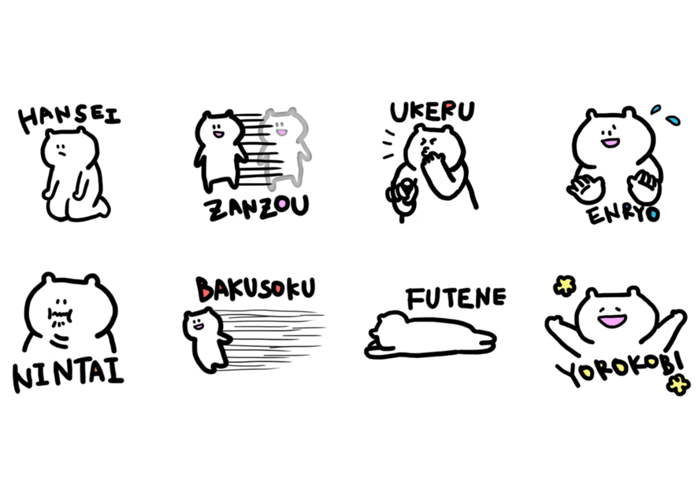 HANSEI
ZANZOU
UKERU
ENRYO
NINTAI
BAKUSOKU
FUTENE
YOROKOBI